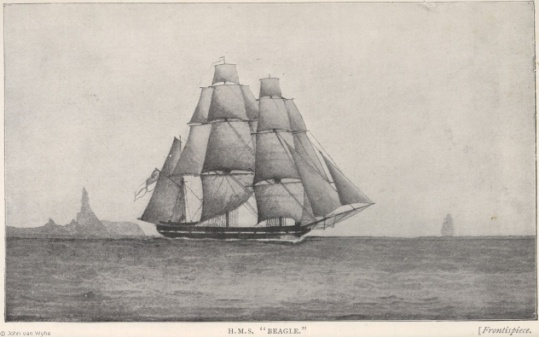 © John van Wyhe
H.M.S. "BEAGLE."
[Frontispiece.